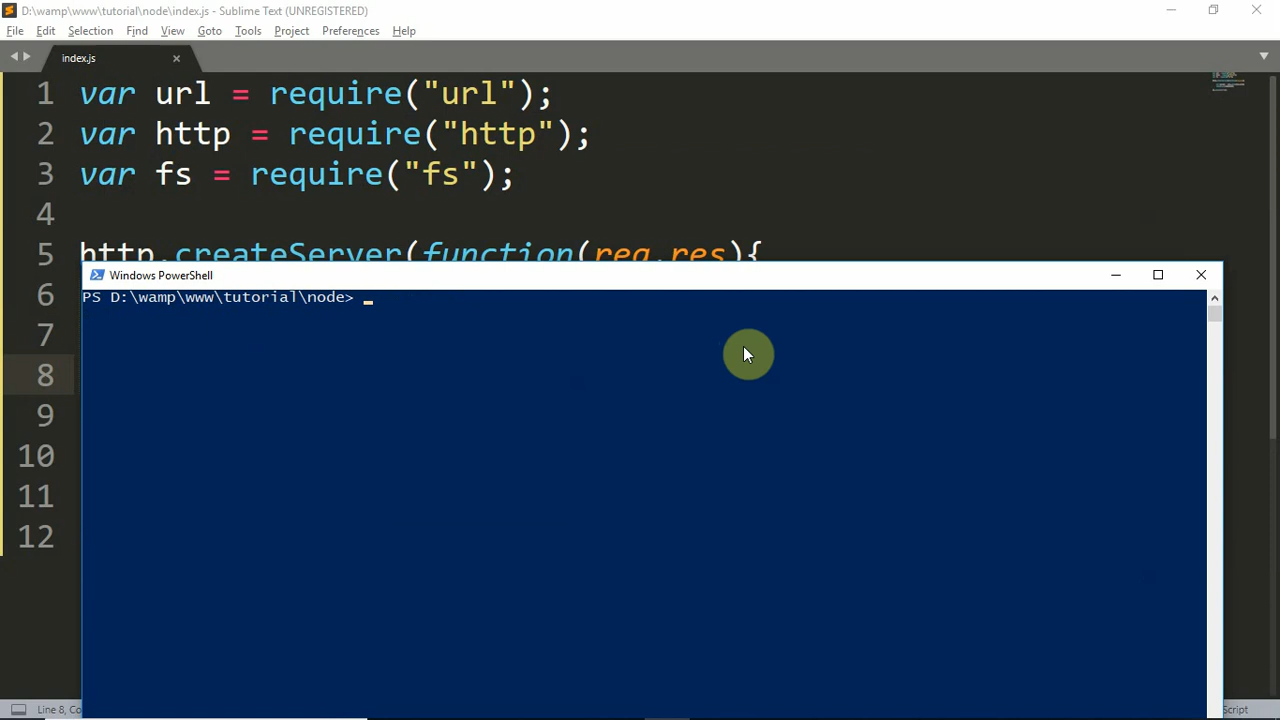 D:\wamp\www\tutorial\node\index.js - Sublime Text (UNREGISTERED)
File Edit Selection Find View Goto Tools Project Preferences Help
index.js
1 var url = require("url");
2 var http = require("http");
3 var fs = require("fs");
4
5 http.createServer(function(req,res){
Windows PowerShell
6
PS D:\wamp\www\tutorial\node>
7
8
9
10
11
12
Line 8, Co
Script